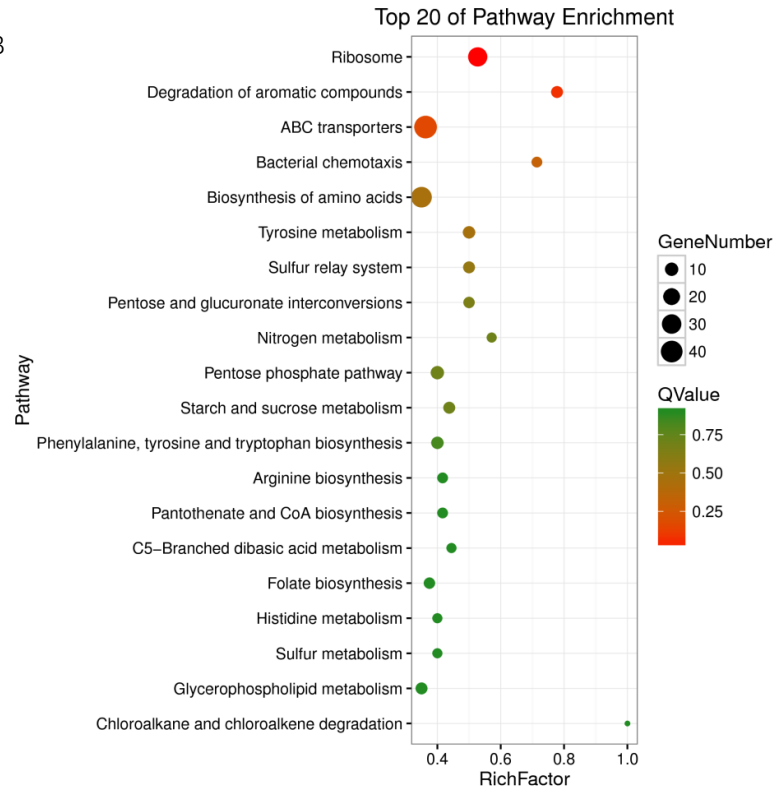 Top 20 of Pathway Enrichment
Ribosome
Degradation of aromatic compounds
ABC transporters
Bacterial chemotaxis
Biosynthesis of amino acids
Tyrosine metabolism
Sulfur relay system
Pentose and glucuronate interconversions
Nitrogen metabolism
Pentose phosphate pathway
Starch and sucrose metabolism
Phenylalanine, tyrosine and tryptophan biosynthesis
Arginine biosynthesis
Pantothenate and CoA biosynthesis
C5−Branched dibasic acid metabolism
Folate biosynthesis
Histidine metabolism
Sulfur metabolism
Glycerophospholipid metabolism
Chloroalkane and chloroalkene degradation
Pathway
0.4 0.6 0.8 1.0
RichFactor
GeneNumber
10
20
30
40
QValue
0.75
0.50
0.25